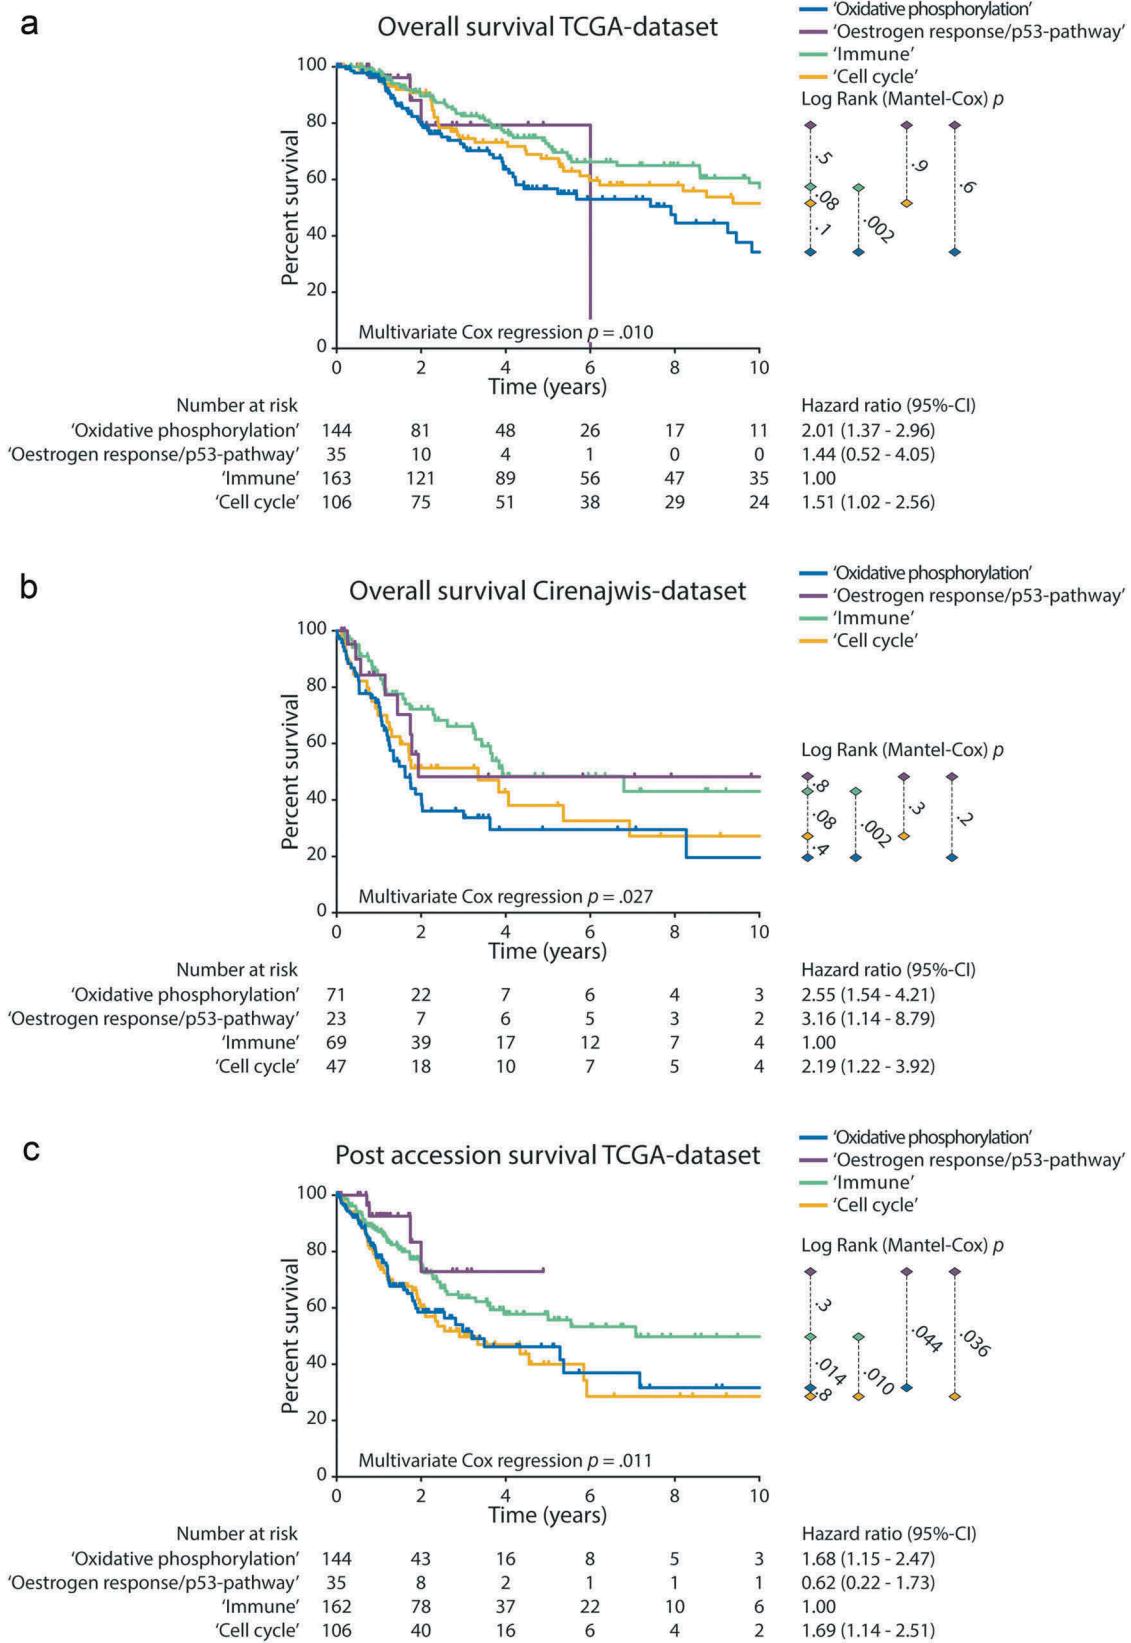 a
Overall survival TCGA-dataset
'Oxidative phosphorylation'
'Oestrogen response/p53-pathway'
'Immune'
'Cell cycle'
Log Rank (Mantel-Cox) p
.5
.08
.1
.002
.9
.6
Percent survival
100
80
60
40
20
0
Multivariate Cox regression p = .010
0 2 4 6 8 10
Time (years)
Number at risk Hazard ratio (95%-CI)
'Oxidative phosphorylation' 144 81 48 26 17 11 2.01 (1.37 - 2.96)
'Oestrogen response/p53-pathway' 35 10 4 1 0 0 1.44 (0.52 - 4.05)
'Immune' 163 121 89 56 47 35 1.00
'Cell cycle' 106 75 51 38 29 24 1.51 (1.02 - 2.56)
b
Overall survival Cirenajwis-dataset
'Oxidative phosphorylation'
'Oestrogen response/p53-pathway'
'Immune'
'Cell cycle'
Log Rank (Mantel-Cox) p
.8
.08
.4
.002
.3
.2
Percent survival
100
80
60
40
20
0
Multivariate Cox regression p = .027
0 2 4 6 8 10
Time (years)
Number at risk Hazard ratio (95%-CI)
'Oxidative phosphorylation' 71 22 7 6 4 3 2.55 (1.54 - 4.21)
'Oestrogen response/p53-pathway' 23 7 6 5 3 2 3.16 (1.14 - 8.79)
'Immune' 69 39 17 12 7 4 1.00
'Cell cycle' 47 18 10 7 5 4 2.19 (1.22 - 3.92)
c
Post accession survival TCGA-dataset
'Oxidative phosphorylation'
'Oestrogen response/p53-pathway'
'Immune'
'Cell cycle'
Log Rank (Mantel-Cox) p
.3
.014
.8
.010
.044
.036
Percent survival
100
80
60
40
20
0
Multivariate Cox regression p = .011
0 2 4 6 8 10
Time (years)
Number at risk Hazard ratio (95%-CI)
'Oxidative phosphorylation' 144 43 16 8 5 3 1.68 (1.15 - 2.47)
'Oestrogen response/p53-pathway' 35 8 2 1 1 1 0.62 (0.22 - 1.73)
'Immune' 162 78 37 22 10 6 1.00
'Cell cycle' 106 40 16 6 4 2 1.69 (1.14 - 2.51)